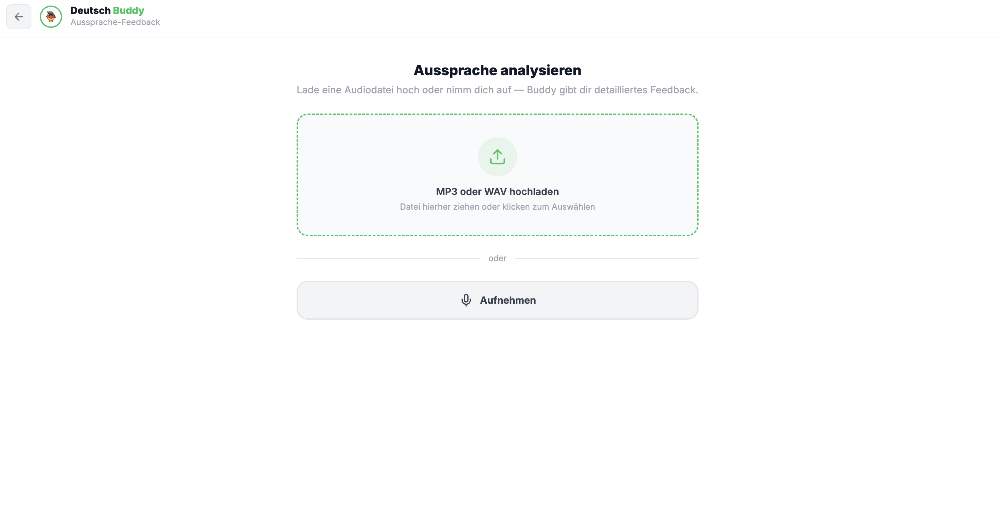 Deutsch Buddy
Aussprache-Feedback
Aussprache analysieren
Lade eine Audiodatei hoch oder nimm dich auf — Buddy gibt dir detailliertes Feedback.
MP3 oder WAV hochladen
Datei hierher ziehen oder klicken zum Auswählen
oder
Aufnehmen